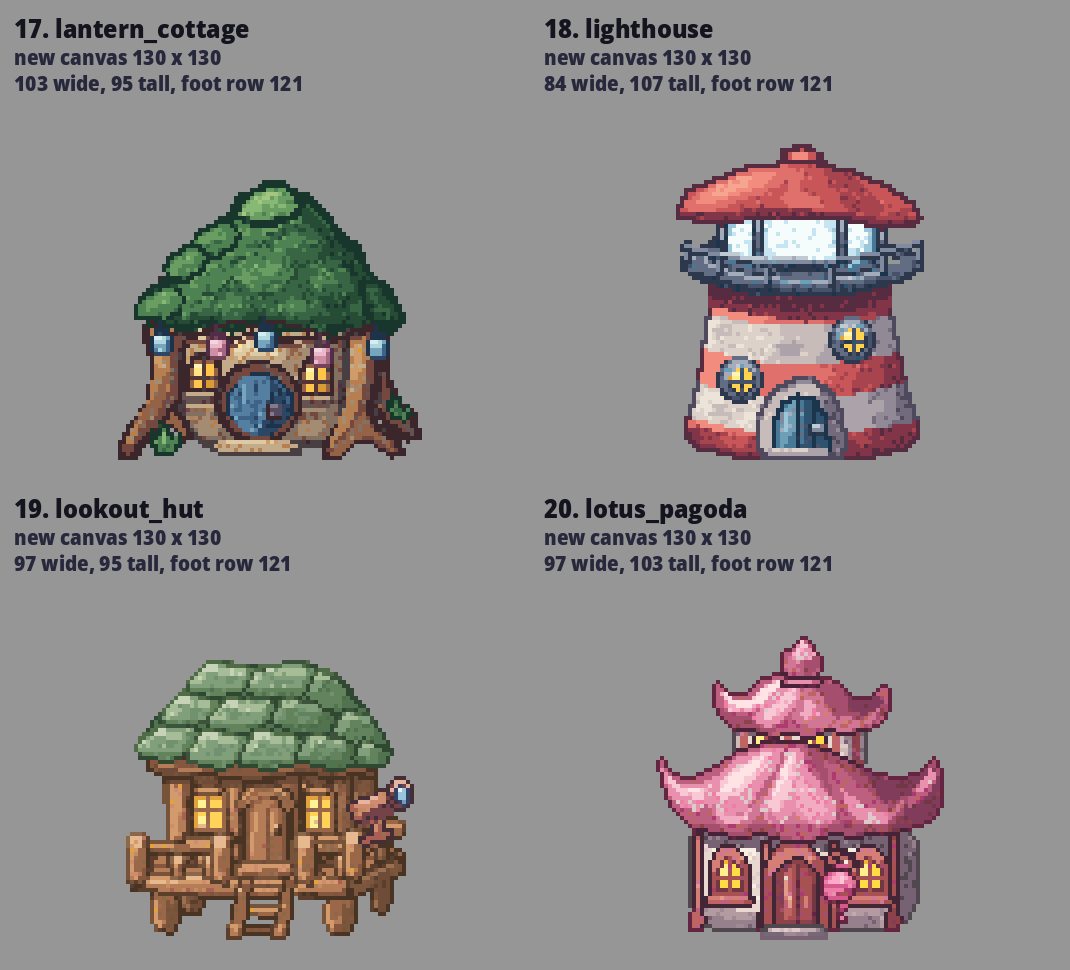 17. lantern_cottage
new canvas 130 x 130
103 wide, 95 tall, foot row 121
18. lighthouse
new canvas 130 x 130
84 wide, 107 tall, foot row 121
19. lookout_hut
new canvas 130 x 130
97 wide, 95 tall, foot row 121
20. lotus_pagoda
new canvas 130 x 130
97 wide, 103 tall, foot row 121